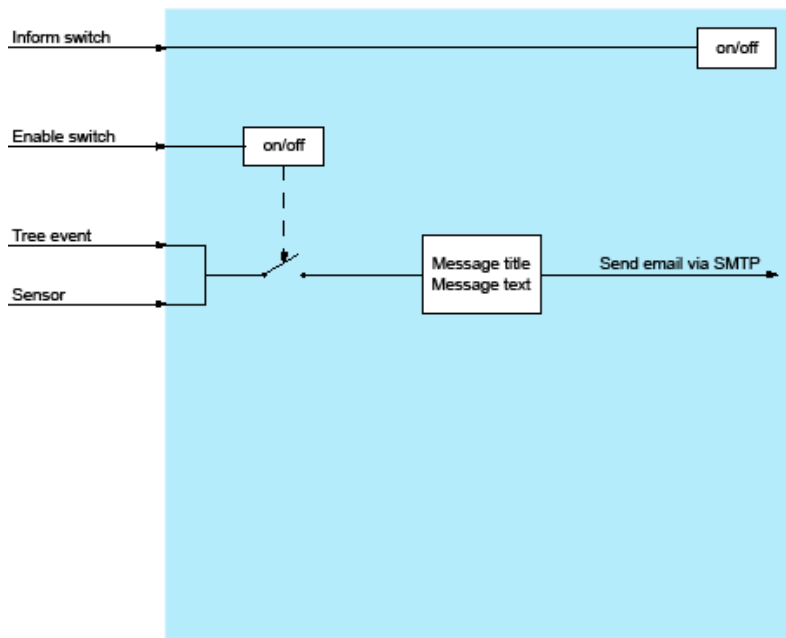 Inform switch
on/off
Enable switch
on/off
Tree event
Message title
Message text
Send email via SMTP
Sensor